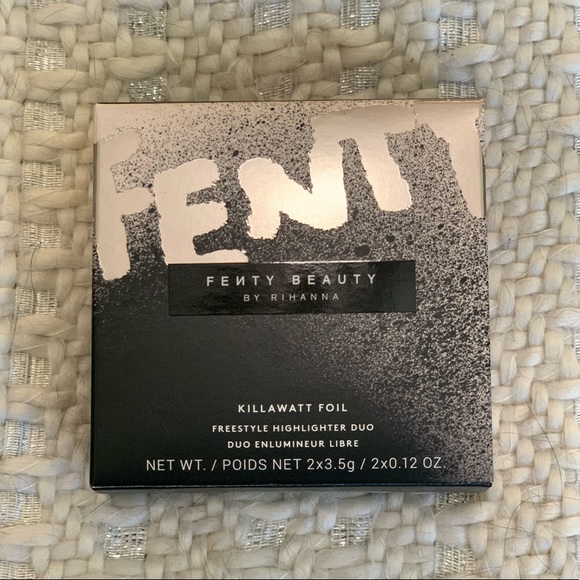 FENTY
FEИTY BEAUTY
BY RIHANNA
KILLAWATT FOIL
FREESTYLE HIGHLIGHTER DUO
DUO ENLUMINEUR LIBRE
NET WT. / POIDS NET 2x3.5g / 2x0.12 OZ.